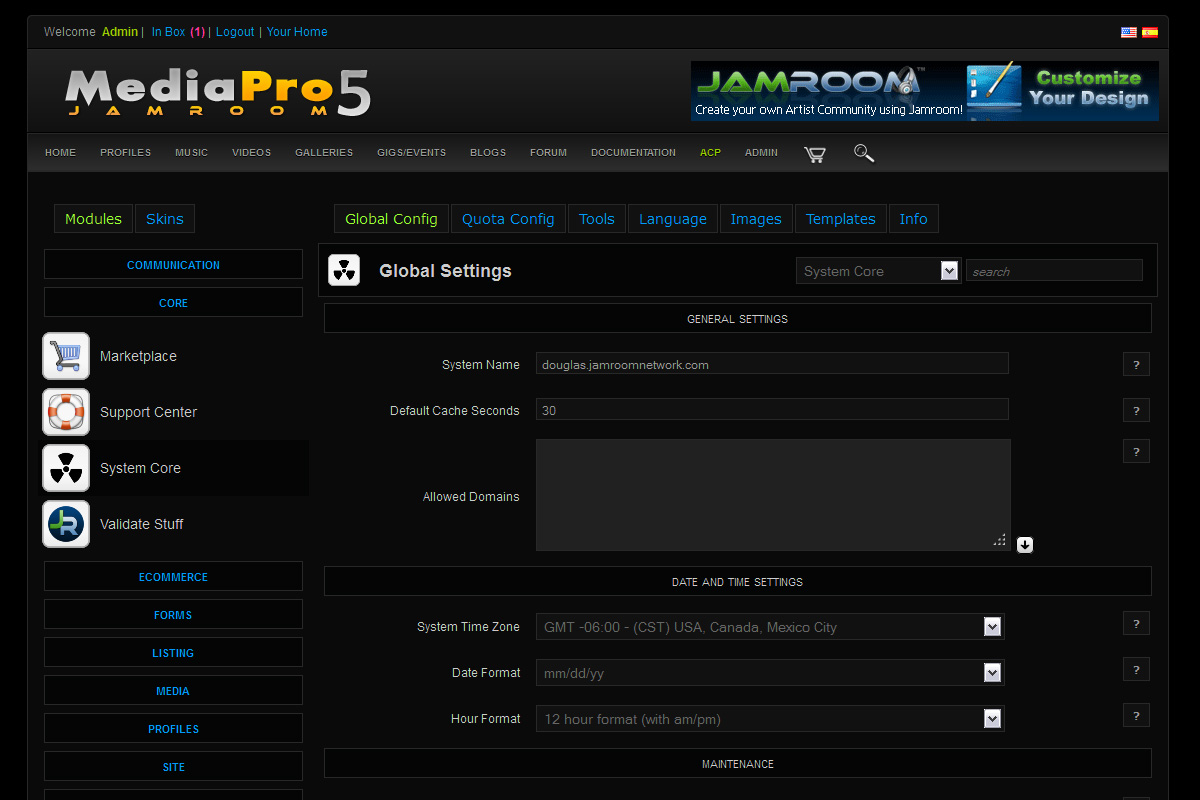 Welcome Admin | In Box (1) | Logout | Your Home
MediaPro5
JAMROOM
JAMROOM™
Create your own Artist Community using Jamroom!
Customize
Your Design
HOME PROFILES MUSIC VIDEOS GALLERIES GIGS/EVENTS BLOGS FORUM DOCUMENTATION ACP ADMIN
Modules Skins
Global Config Quota Config Tools Language Images Templates Info
COMMUNICATION
CORE
Marketplace
Support Center
System Core
Validate Stuff
ECOMMERCE
FORMS
LISTING
MEDIA
PROFILES
SITE
Global Settings System Core search
GENERAL SETTINGS
System Name douglas.jamroomnetwork.com ?
Default Cache Seconds 30 ?
Allowed Domains ?
DATE AND TIME SETTINGS
System Time Zone GMT -06:00 - (CST) USA, Canada, Mexico City ?
Date Format mm/dd/yy ?
Hour Format 12 hour format (with am/pm) ?
MAINTENANCE